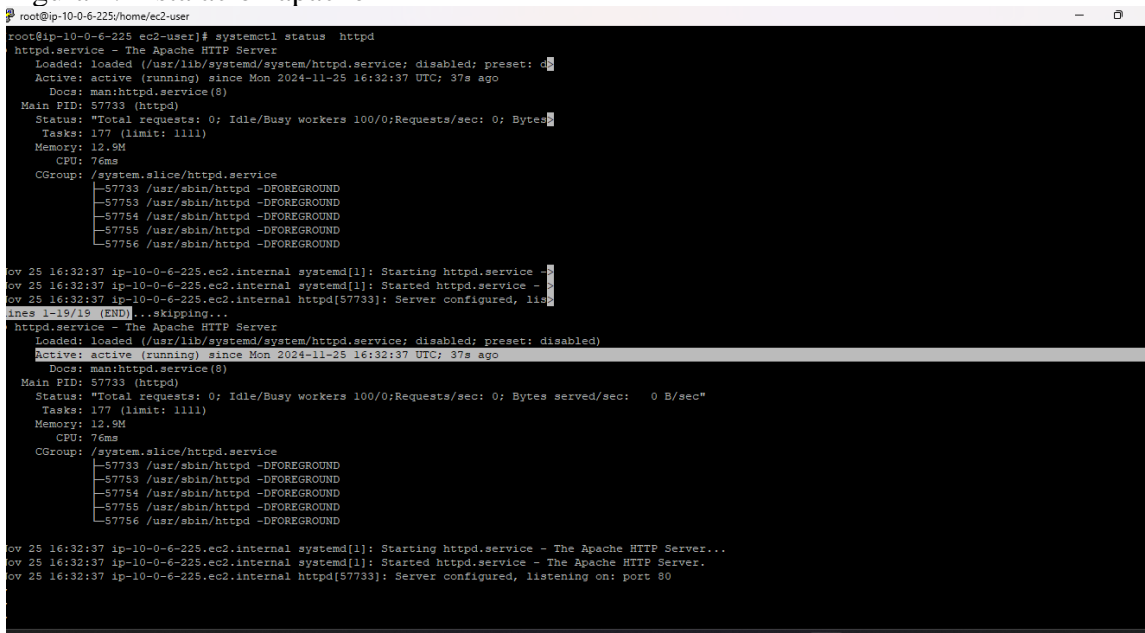 root@ip-10-0-6-225:/home/ec2-user
root@ip-10-0-6-225 ec2-user]# systemctl status  httpd
httpd.service - The Apache HTTP Server
Loaded: loaded (/usr/lib/systemd/system/httpd.service; disabled; preset: d>
Active: active (running) since Mon 2024-11-25 16:32:37 UTC; 37s ago
Docs: man:httpd.service(8)
Main PID: 57733 (httpd)
Status: "Total requests: 0; Idle/Busy workers 100/0;Requests/sec: 0; Bytes>
Tasks: 177 (limit: 1111)
Memory: 12.9M
CPU: 76ms
CGroup: /system.slice/httpd.service
├─57733 /usr/sbin/httpd -DFOREGROUND
├─57753 /usr/sbin/httpd -DFOREGROUND
├─57754 /usr/sbin/httpd -DFOREGROUND
├─57755 /usr/sbin/httpd -DFOREGROUND
└─57756 /usr/sbin/httpd -DFOREGROUND
ov 25 16:32:37 ip-10-0-6-225.ec2.internal systemd[1]: Starting httpd.service ->
ov 25 16:32:37 ip-10-0-6-225.ec2.internal systemd[1]: Started httpd.service - >
ov 25 16:32:37 ip-10-0-6-225.ec2.internal httpd[57733]: Server configured, lis>
ines 1-19/19 (END)...skipping...
httpd.service - The Apache HTTP Server
Loaded: loaded (/usr/lib/systemd/system/httpd.service; disabled; preset: disabled)
Active: active (running) since Mon 2024-11-25 16:32:37 UTC; 37s ago
Docs: man:httpd.service(8)
Main PID: 57733 (httpd)
Status: "Total requests: 0; Idle/Busy workers 100/0;Requests/sec: 0; Bytes served/sec:   0 B/sec"
Tasks: 177 (limit: 1111)
Memory: 12.9M
CPU: 76ms
CGroup: /system.slice/httpd.service
├─57733 /usr/sbin/httpd -DFOREGROUND
├─57753 /usr/sbin/httpd -DFOREGROUND
├─57754 /usr/sbin/httpd -DFOREGROUND
├─57755 /usr/sbin/httpd -DFOREGROUND
└─57756 /usr/sbin/httpd -DFOREGROUND
ov 25 16:32:37 ip-10-0-6-225.ec2.internal systemd[1]: Starting httpd.service - The Apache HTTP Server...
ov 25 16:32:37 ip-10-0-6-225.ec2.internal systemd[1]: Started httpd.service - The Apache HTTP Server.
ov 25 16:32:37 ip-10-0-6-225.ec2.internal httpd[57733]: Server configured, listening on: port 80